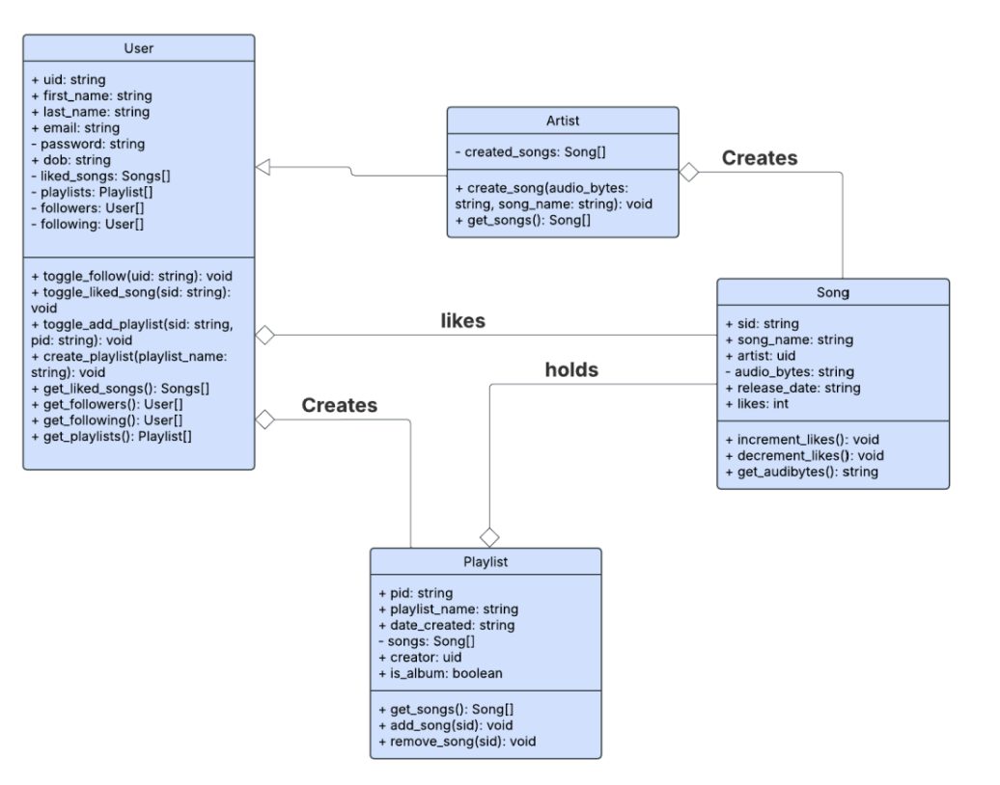 User
+ uid: string
+ first_name: string
+ last_name: string
+ email: string
- password: string
+ dob: string
- liked_songs: Songs[]
- playlists: Playlist[]
- followers: User[]
- following: User[]
+ toggle_follow(uid: string): void
+ toggle_liked_song(sid: string):
void
+ toggle_add_playlist(sid: string,
pid: string): void
+ create_playlist(playlist_name:
string): void
+ get_liked_songs(): Songs[]
+ get_followers(): User[]
+ get_following(): User[]
+ get_playlists(): Playlist[]
Artist
- created_songs: Song[]
+ create_song(audio_bytes:
string, song_name: string): void
+ get_songs(): Song[]
Creates
likes
holds
Creates
Song
+ sid: string
+ song_name: string
+ artist: uid
- audio_bytes: string
+ release_date: string
+ likes: int
+ increment_likes(): void
+ decrement_likes(): void
+ get_audibytes(): string
Playlist
+ pid: string
+ playlist_name: string
+ date_created: string
- songs: Song[]
+ creator: uid
+ is_album: boolean
+ get_songs(): Song[]
+ add_song(sid): void
+ remove_song(sid): void